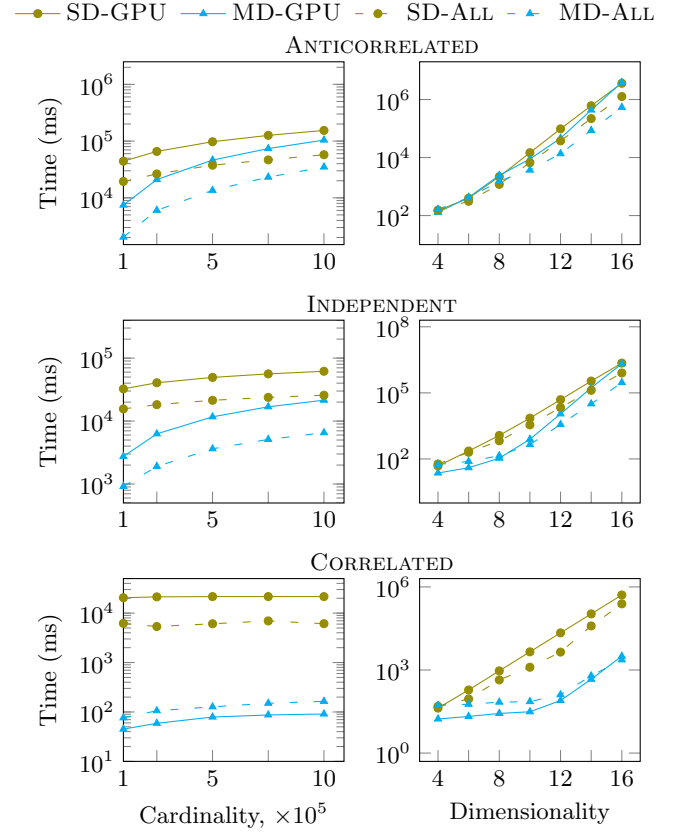 SD-GPU MD-GPU SD-ALL MD-ALL
ANTICORRELATED
Time (ms)
10^6
10^5
10^4
1 5 10
10^6
10^4
10^2
4 8 12 16
INDEPENDENT
Time (ms)
10^5
10^4
10^3
1 5 10
10^8
10^5
10^2
4 8 12 16
CORRELATED
Time (ms)
10^4
10^3
10^2
10^1
1 5 10
Cardinality, ×10^5
10^6
10^3
10^0
4 8 12 16
Dimensionality